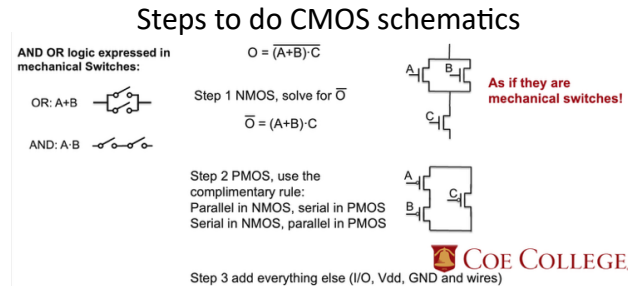 Steps to do CMOS schematics
AND OR logic expressed in
mechanical Switches:
OR: A+B
AND: A·B
O = (A+B)·C
Step 1 NMOS, solve for O
O = (A+B)·C
A
B
C
As if they are
mechanical switches!
Step 2 PMOS, use the
complimentary rule:
Parallel in NMOS, serial in PMOS
Serial in NMOS, parallel in PMOS
A
B
C
COE COLLEGE
Step 3 add everything else (I/O, Vdd, GND and wires)